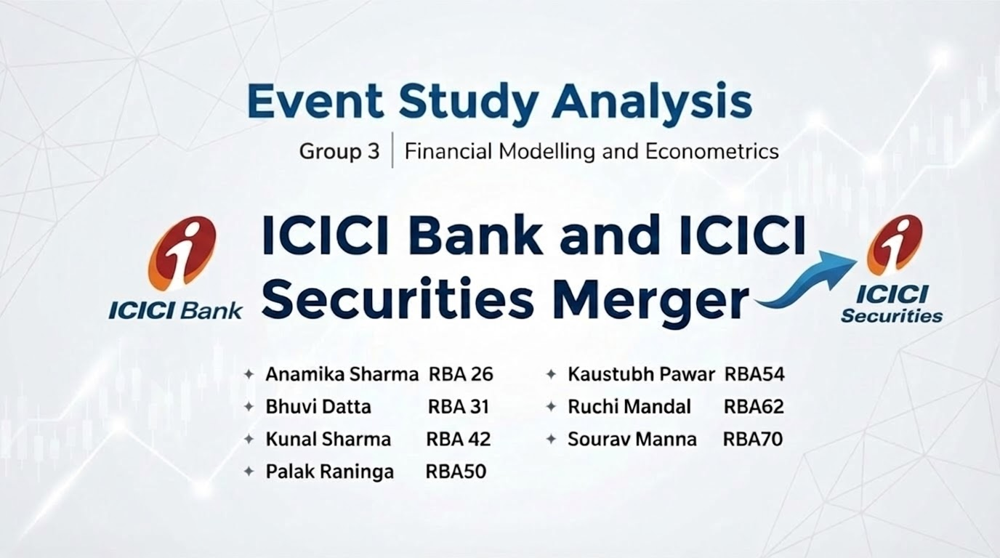 Event Study Analysis
Group 3 | Financial Modelling and Econometrics
ICICI Bank and ICICI
Securities Merger
ICICI Bank
ICICI
Securities
Anamika Sharma RBA 26
Bhuvi Datta RBA 31
Kunal Sharma RBA 42
Palak Raninga RBA50
Kaustubh Pawar RBA54
Ruchi Mandal RBA62
Sourav Manna RBA70